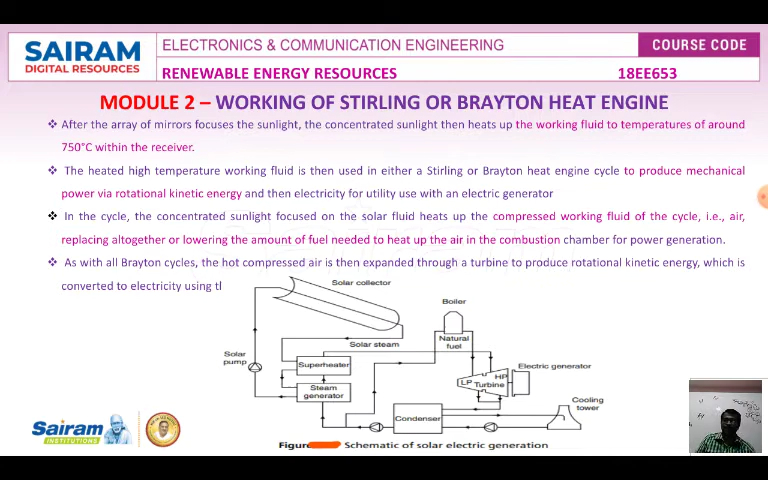 SAIRAM
DIGITAL RESOURCES
ELECTRONICS & COMMUNICATION ENGINEERING
COURSE CODE
RENEWABLE ENERGY RESOURCES
18EE653
MODULE 2 – WORKING OF STIRLING OR BRAYTON HEAT ENGINE
After the array of mirrors focuses the sunlight, the concentrated sunlight then heats up the working fluid to temperatures of around
750°C within the receiver.
The heated high temperature working fluid is then used in either a Stirling or Brayton heat engine cycle to produce mechanical
power via rotational kinetic energy and then electricity for utility use with an electric generator
In the cycle, the concentrated sunlight focused on the solar fluid heats up the compressed working fluid of the cycle, i.e., air,
replacing altogether or lowering the amount of fuel needed to heat up the air in the combustion chamber for power generation.
As with all Brayton cycles, the hot compressed air is then expanded through a turbine to produce rotational kinetic energy, which is
converted to electricity using
Solar collector
Boiler
Solar steam
Natural
fuel
Solar
pump
Superheater
Electric generator
HP
LP
Turbine
Steam
generator
Cooling
tower
Condenser
Sairam
INSTITUTIONS
Figure
Schematic of solar electric generation